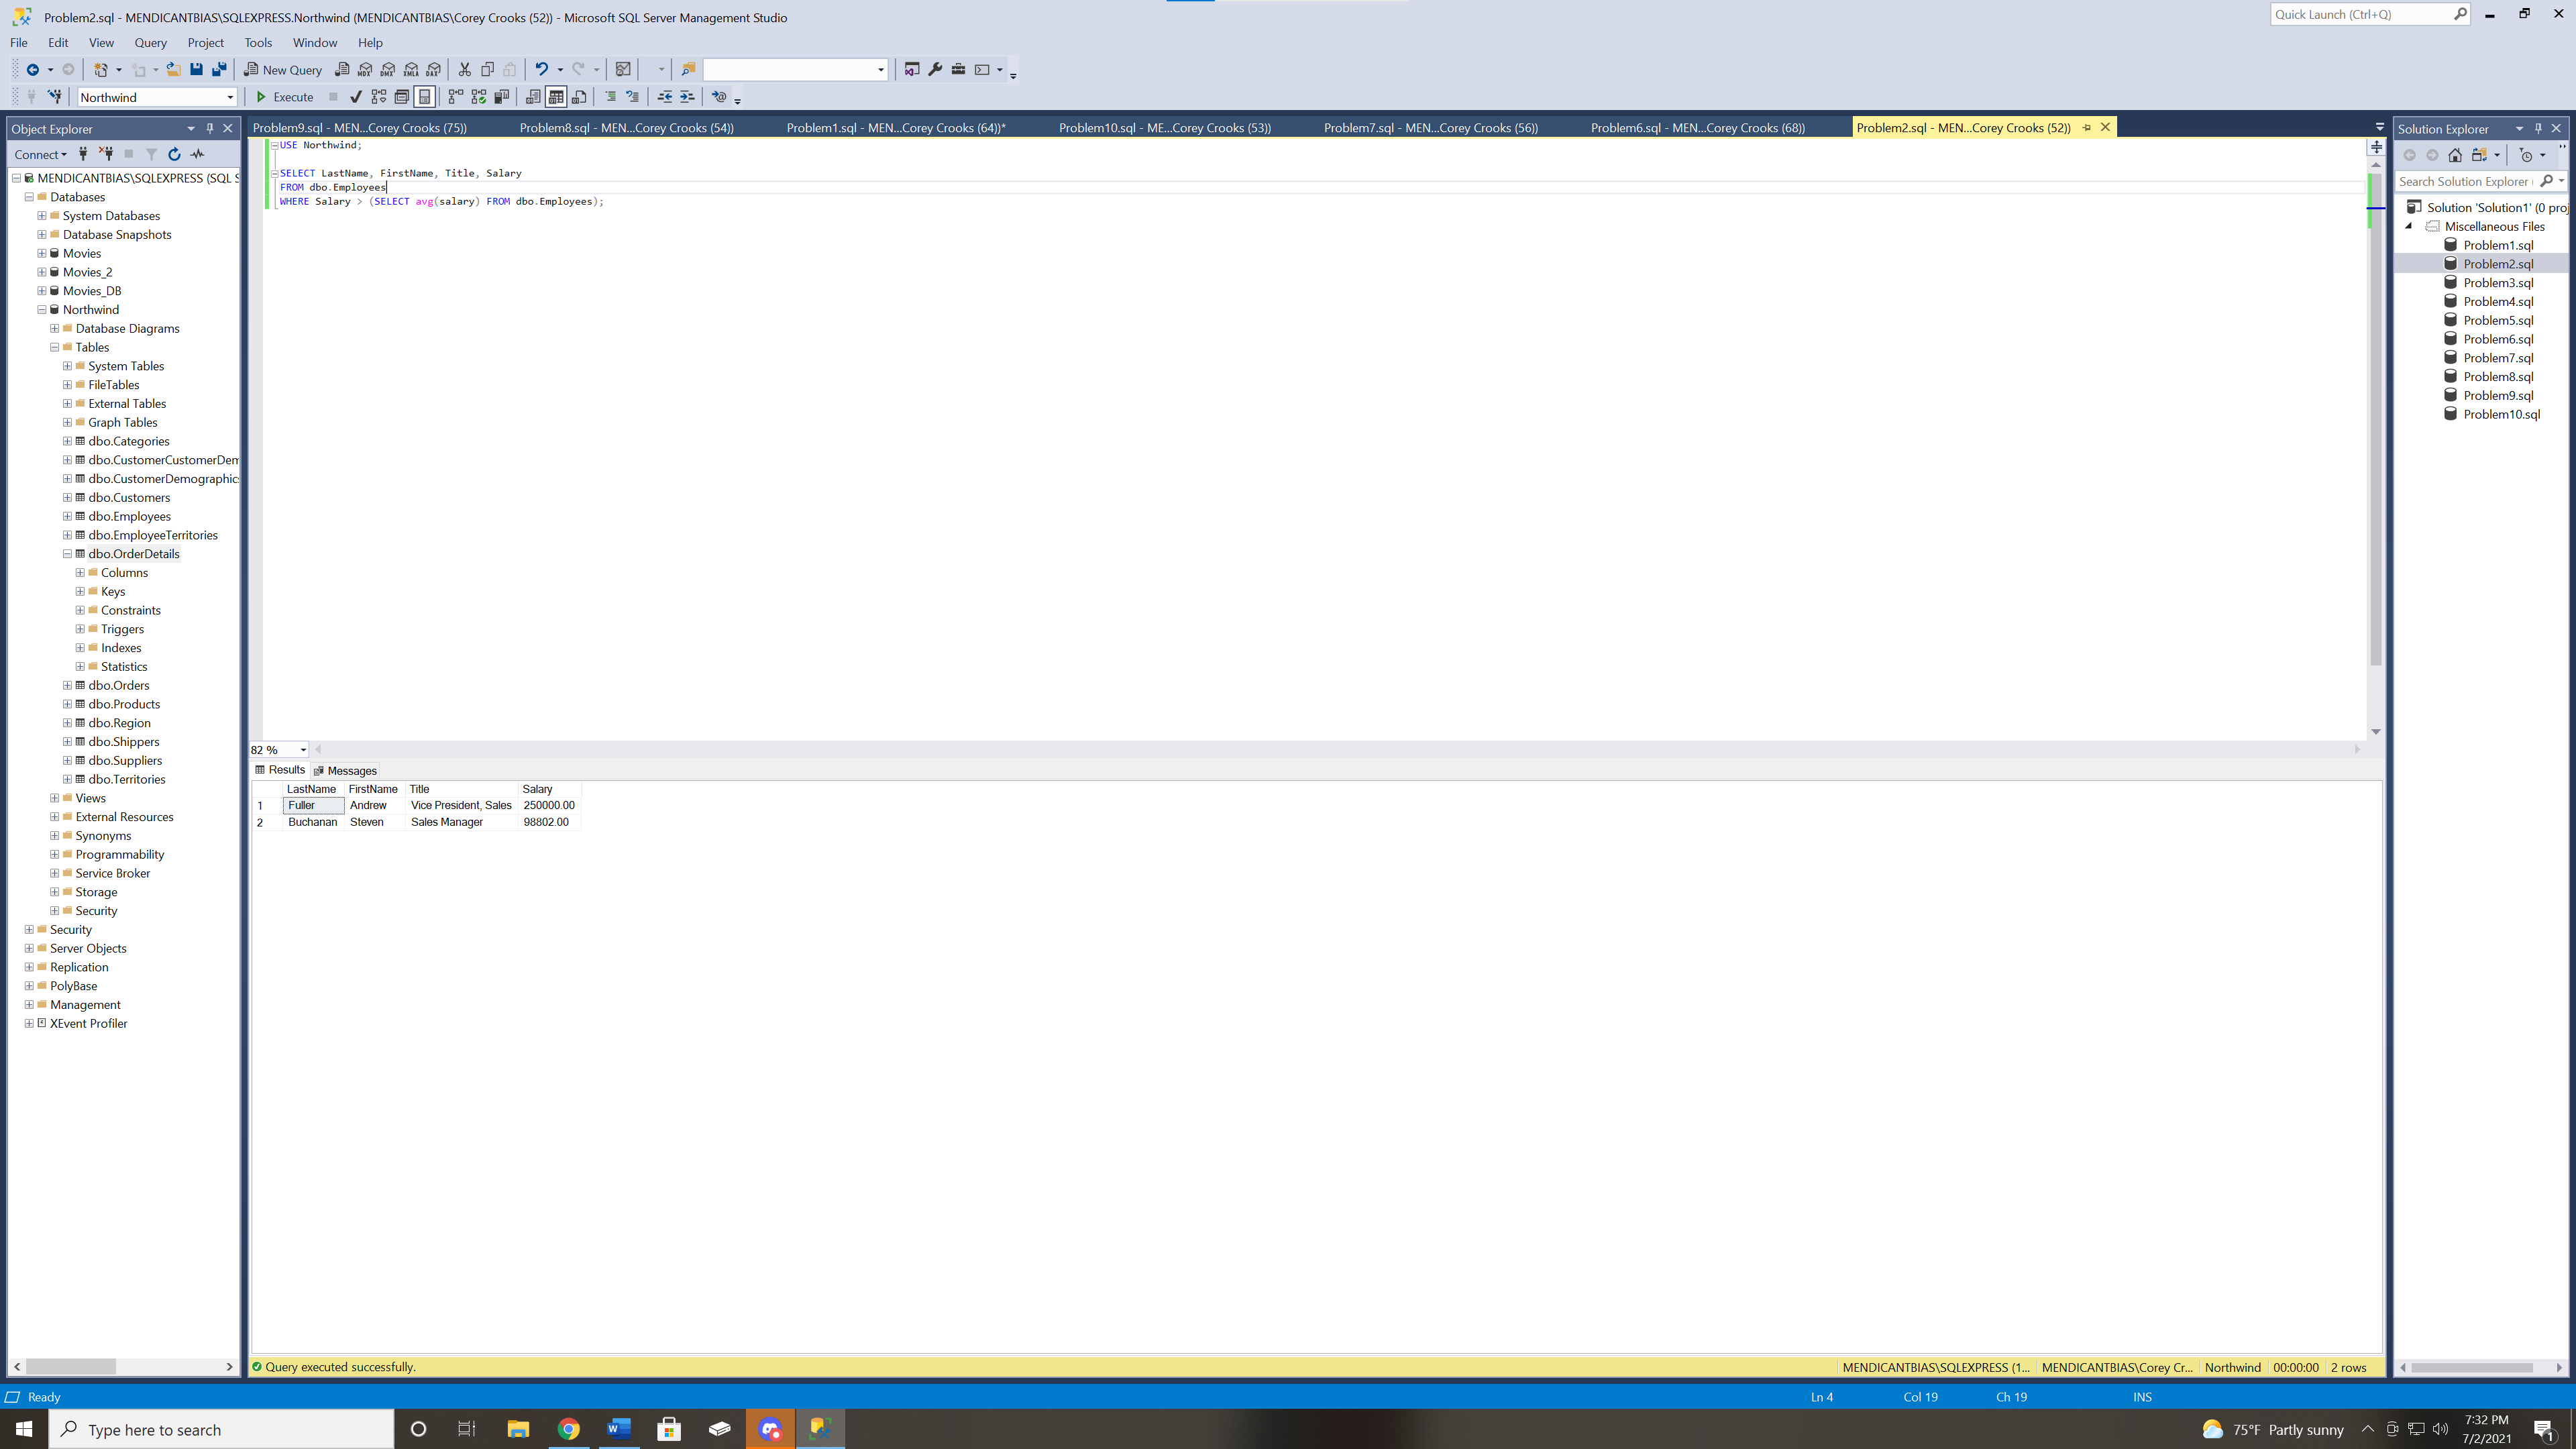 Problem2.sql - MENDICANTBIAS\SQLEXPRESS.Northwind (MENDICANTBIAS\Corey Crooks (52)) - Microsoft SQL Server Management Studio
Quick Launch (Ctrl+Q)
File Edit View Query Project Tools Window Help
New Query MDX DMX XMLA DAX
Northwind Execute
Object Explorer
Connect
MENDICANTBIAS\SQLEXPRESS (SQL S
Databases
System Databases
Database Snapshots
Movies
Movies_2
Movies_DB
Northwind
Database Diagrams
Tables
System Tables
FileTables
External Tables
Graph Tables
dbo.Categories
dbo.CustomerCustomerDem
dbo.CustomerDemographics
dbo.Customers
dbo.Employees
dbo.EmployeeTerritories
dbo.OrderDetails
Columns
Keys
Constraints
Triggers
Indexes
Statistics
dbo.Orders
dbo.Products
dbo.Region
dbo.Shippers
dbo.Suppliers
dbo.Territories
Views
External Resources
Synonyms
Programmability
Service Broker
Storage
Security
Security
Server Objects
Replication
PolyBase
Management
XEvent Profiler
Problem9.sql - MEN...Corey Crooks (75)) Problem8.sql - MEN...Corey Crooks (54)) Problem1.sql - MEN...Corey Crooks (64))* Problem10.sql - ME...Corey Crooks (53)) Problem7.sql - MEN...Corey Crooks (56)) Problem6.sql - MEN...Corey Crooks (68)) Problem2.sql - MEN...Corey Crooks (52))
USE Northwind;
SELECT LastName, FirstName, Title, Salary
FROM dbo.Employees
WHERE Salary > (SELECT avg(salary) FROM dbo.Employees);
82 %
Results Messages
LastName FirstName Title Salary
1 Fuller Andrew Vice President, Sales 250000.00
2 Buchanan Steven Sales Manager 98802.00
Query executed successfully. MENDICANTBIAS\SQLEXPRESS (1... MENDICANTBIAS\Corey Cr... Northwind 00:00:00 2 rows
Solution Explorer
Search Solution Explorer (
Solution 'Solution1' (0 proj
Miscellaneous Files
Problem1.sql
Problem2.sql
Problem3.sql
Problem4.sql
Problem5.sql
Problem6.sql
Problem7.sql
Problem8.sql
Problem9.sql
Problem10.sql
Ready Ln 4 Col 19 Ch 19 INS
Type here to search
75°F Partly sunny
7:32 PM
7/2/2021
1